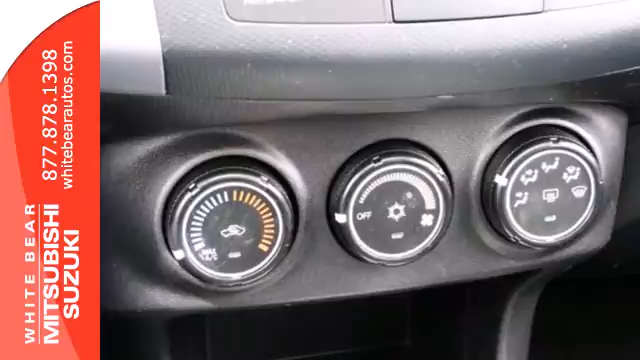 877.878.1398
whitebearautos.com
WHITE BEAR
MITSUBISHI
SUZUKI
OFF